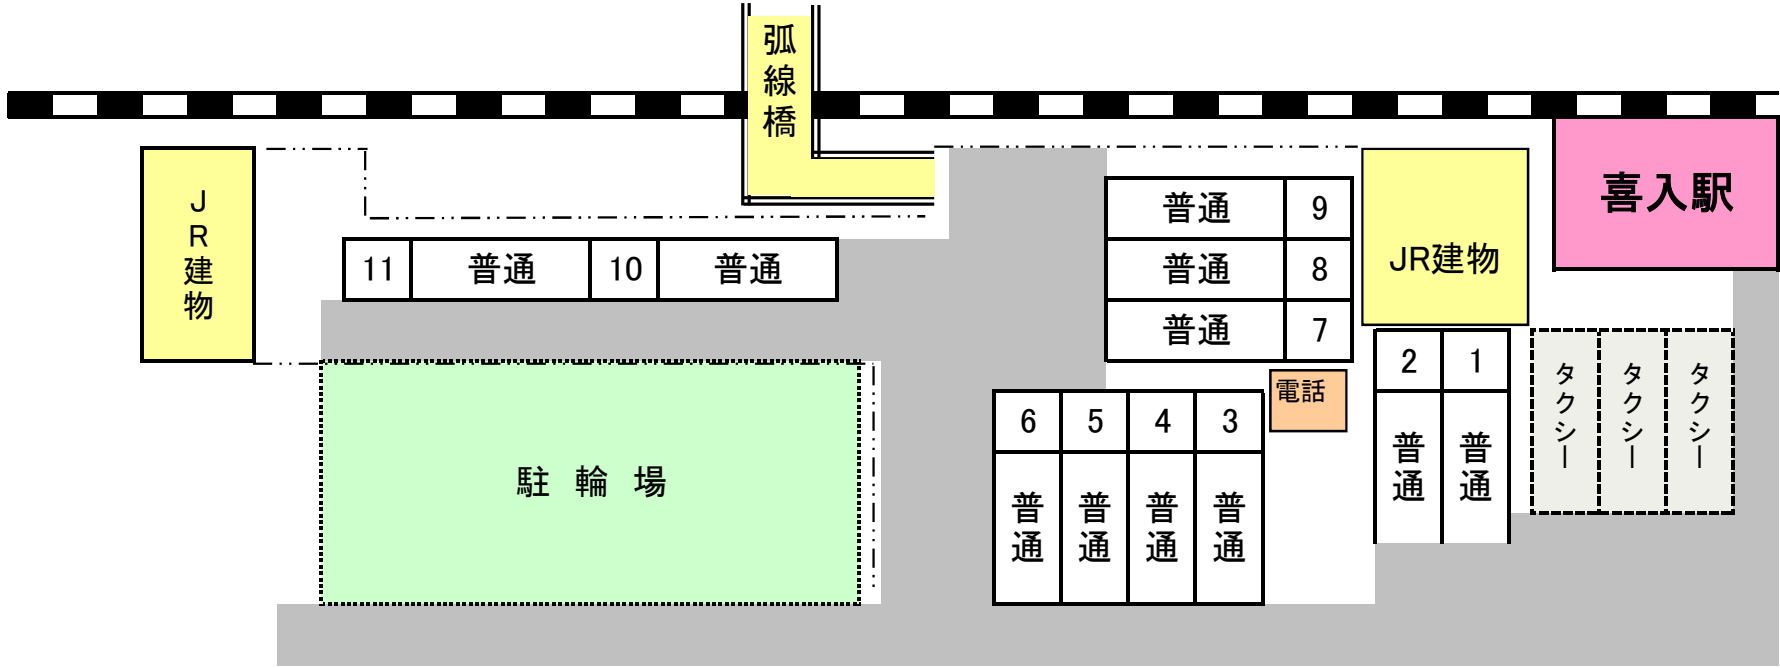 弧線橋
JR建物
喜入駅
普通 9
11 普通 10 普通
普通 8
JR建物
普通 7
2 1
タクシー タクシー タクシー
電話
6 5 4 3
普通 普通
駐輪場
普通 普通 普通 普通